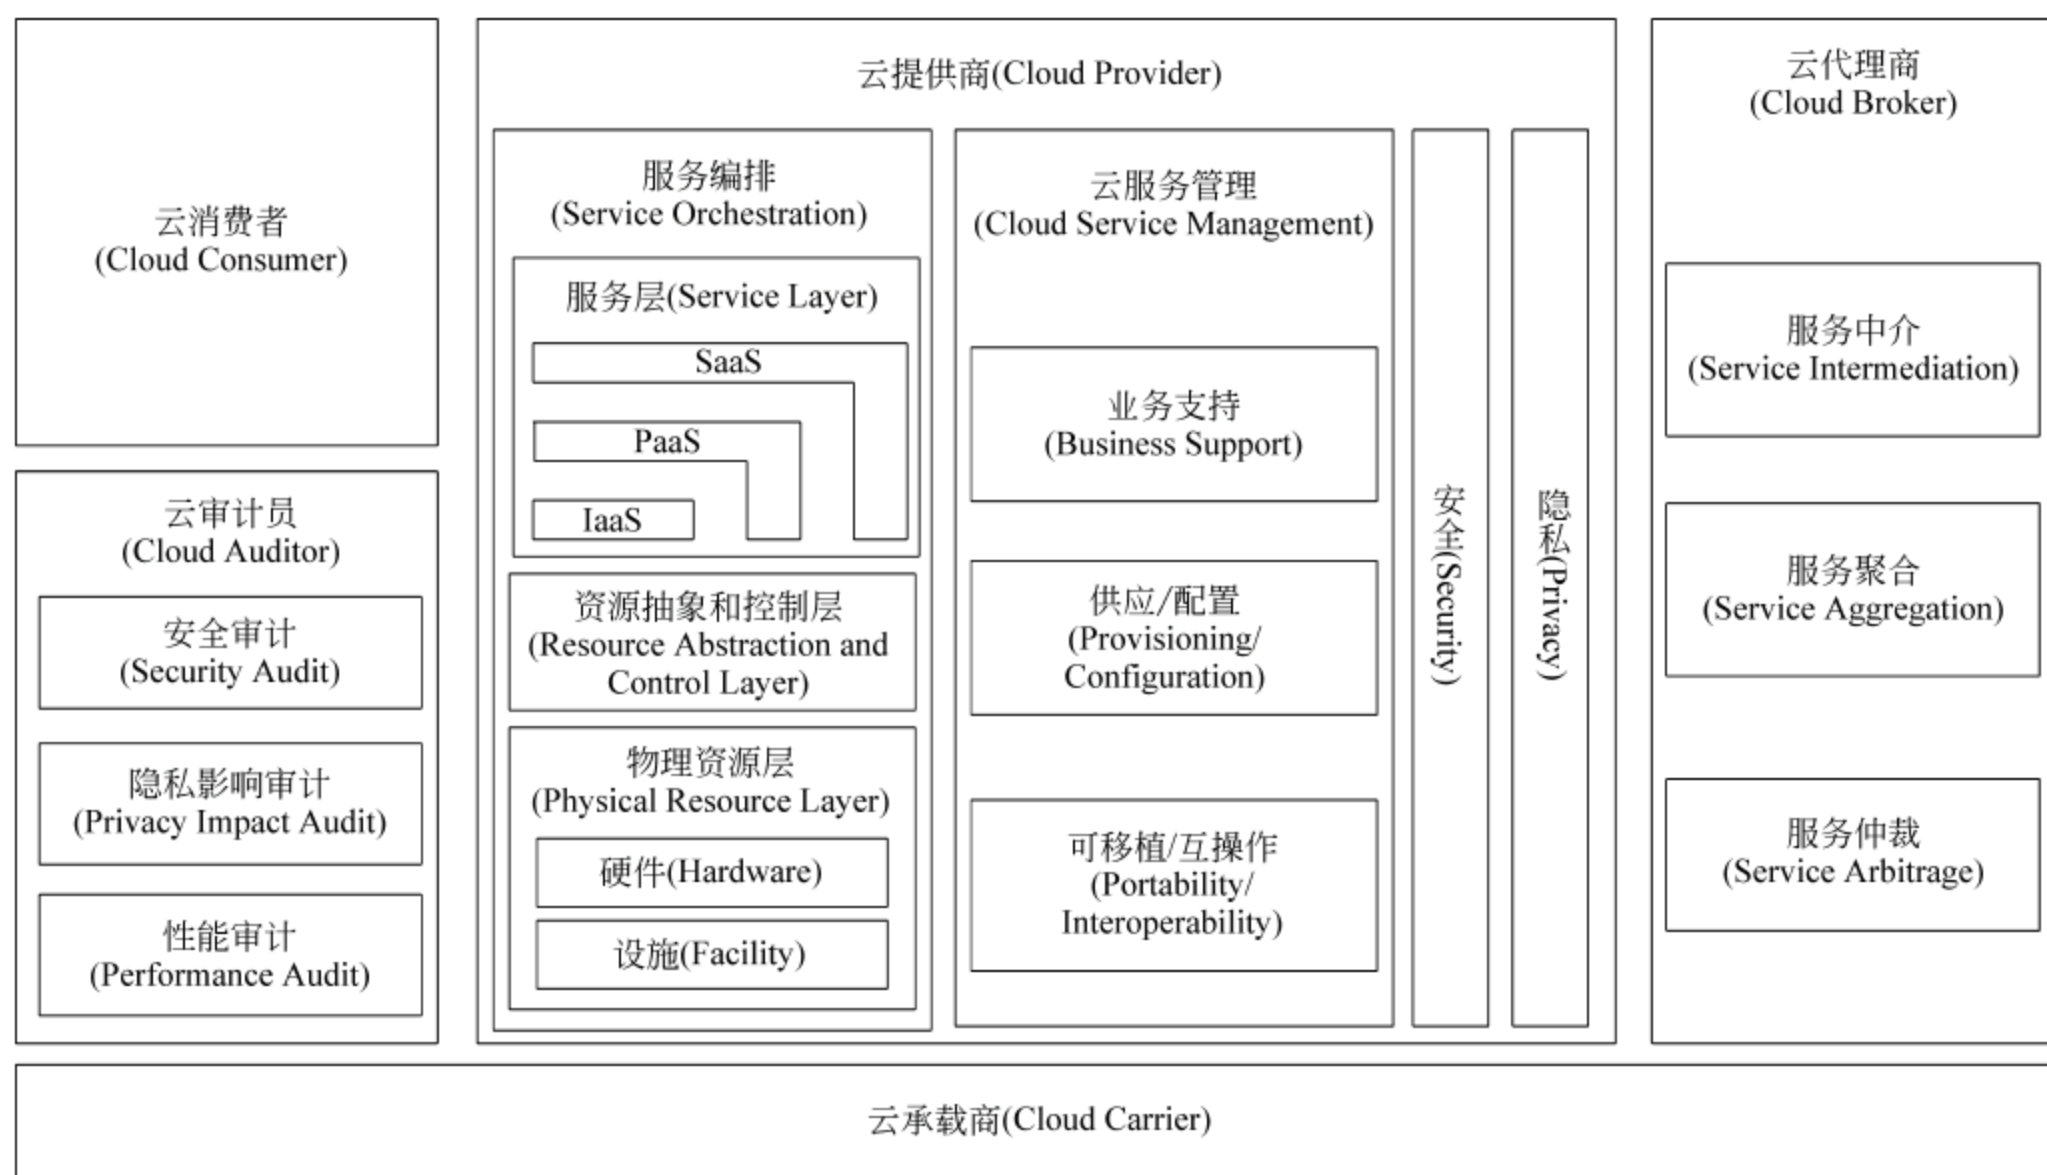 云消费者
(Cloud Consumer)
云审计员
(Cloud Auditor)
安全审计
(Security Audit)
隐私影响审计
(Privacy Impact Audit)
性能审计
(Performance Audit)
云提供商(Cloud Provider)
服务编排
(Service Orchestration)
服务层(Service Layer)
SaaS
PaaS
IaaS
资源抽象和控制层
(Resource Abstraction and
Control Layer)
物理资源层
(Physical Resource Layer)
硬件(Hardware)
设施(Facility)
云服务管理
(Cloud Service Management)
业务支持
(Business Support)
供应/配置
(Provisioning/
Configuration)
可移植/互操作
(Portability/
Interoperability)
安全(Security)
隐私(Privacy)
云代理商
(Cloud Broker)
服务中介
(Service Intermediation)
服务聚合
(Service Aggregation)
服务仲裁
(Service Arbitrage)
云承载商(Cloud Carrier)